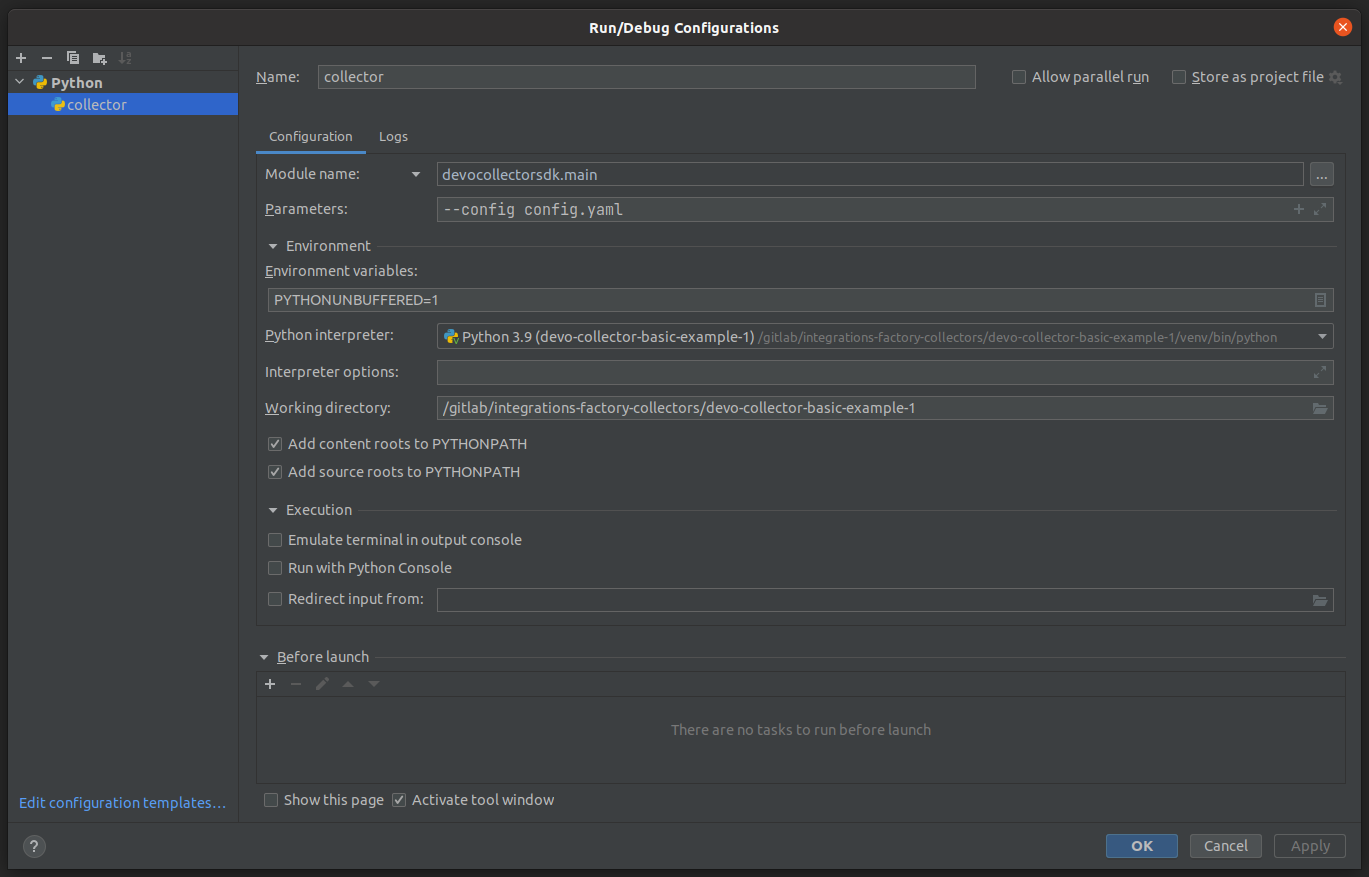 Run/Debug Configurations
Python
collector
Name: collector Allow parallel run Store as project file
Configuration Logs
Module name: devocollectorsdk.main ...
Parameters: --config config.yaml
Environment
Environment variables:
PYTHONUNBUFFERED=1
Python interpreter: Python 3.9 (devo-collector-basic-example-1) /gitlab/integrations-factory-collectors/devo-collector-basic-example-1/venv/bin/python
Interpreter options:
Working directory: /gitlab/integrations-factory-collectors/devo-collector-basic-example-1
Add content roots to PYTHONPATH
Add source roots to PYTHONPATH
Execution
Emulate terminal in output console
Run with Python Console
Redirect input from:
Before launch
There are no tasks to run before launch
Show this page Activate tool window
Edit configuration templates...
? OK Cancel Apply